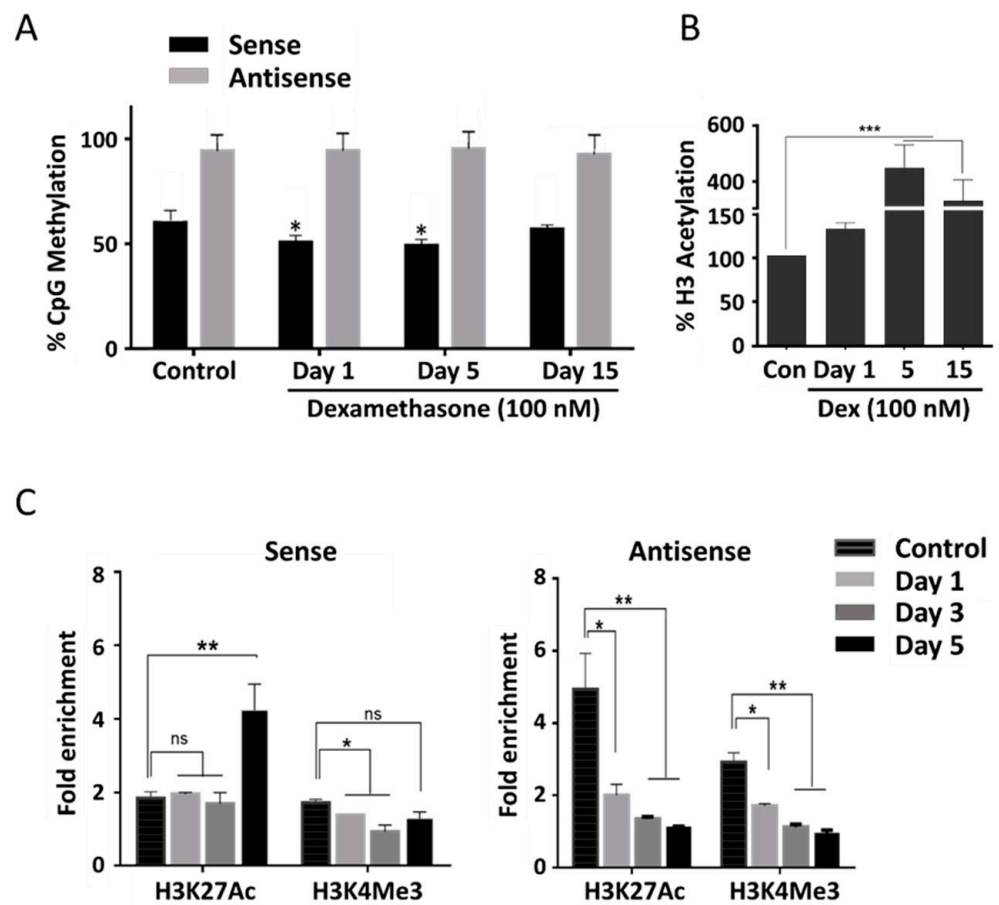 A
Sense
Antisense
% CpG Methylation
100
50
0
*
*
Control
Day 1
Day 5
Day 15
Dexamethasone (100 nM)
B
% H3 Acetylation
600
400
150
100
50
0
***
Con Day 1 5 15
Dex (100 nM)
C
Sense
Fold enrichment
8
6
4
2
0
**
ns
ns
*
H3K27Ac
H3K4Me3
Antisense
Fold enrichment
8
6
4
2
0
**
*
**
*
H3K27Ac
H3K4Me3
Control
Day 1
Day 3
Day 5